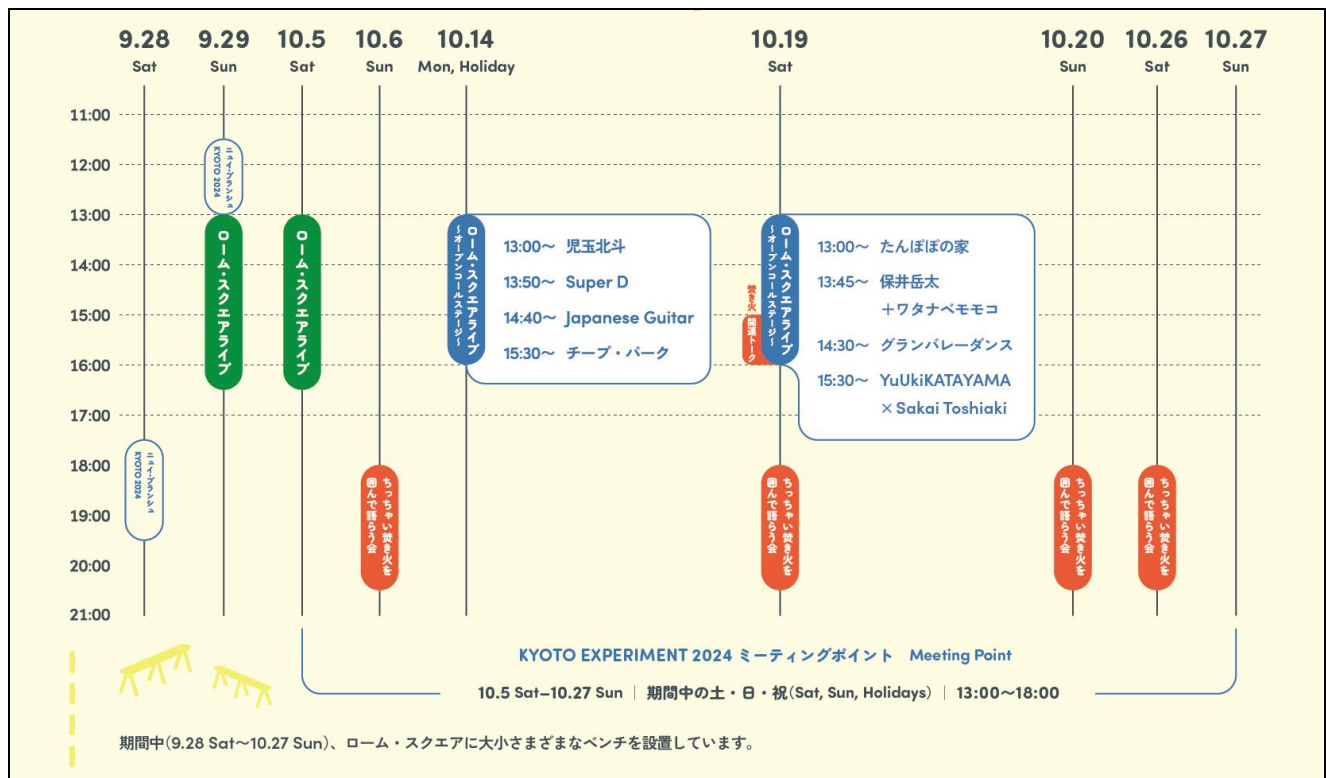 9.28 9.29 10.5 10.6 10.14 10.19 10.20 10.26 10.27
Sat Sun Sat Sun Mon, Holiday Sat Sun Sat Sun
11:00
12:00
13:00
14:00
15:00
16:00
17:00
18:00
19:00
20:00
21:00
ニュイ・ブランシュ
KYOTO 2024
ニュイ・ブランシュ
KYOTO 2024
ローム・スクエアライブ
ローム・スクエアライブ
ちっちゃい焚き火を
囲んで語らう会
ローム・スクエアライブ
〜オープンコールステージ〜
13:00〜 児玉北斗
13:50〜 Super D
14:40〜 Japanese Guitar
15:30〜 チープ・パーク
焚き火
関連トーク
ローム・スクエアライブ
〜オープンコールステージ〜
13:00〜 たんぽぽの家
13:45〜 保井岳太
＋ワタナベモモコ
14:30〜 グランバレーダンス
15:30〜 YuUkiKATAYAMA
× Sakai Toshiaki
ちっちゃい焚き火を
囲んで語らう会
ちっちゃい焚き火を
囲んで語らう会
ちっちゃい焚き火を
囲んで語らう会
KYOTO EXPERIMENT 2024 ミーティングポイント Meeting Point
10.5 Sat–10.27 Sun｜期間中の土・日・祝(Sat, Sun, Holidays)｜13:00〜18:00
期間中(9.28 Sat〜10.27 Sun)、ローム・スクエアに大小さまざまなベンチを設置しています。